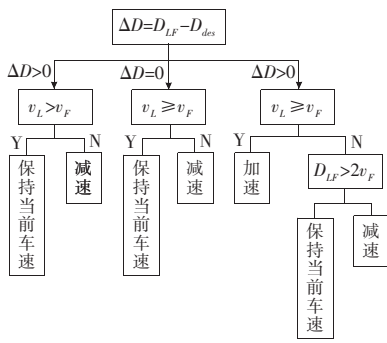 ΔD=D_LF−D_des
ΔD>0 ΔD=0 ΔD>0
v_L>v_F v_L≥v_F v_L≥v_F
Y N Y N Y N
保持当前车速
减速
保持当前车速
减速
加速
D_LF>2v_F
保持当前车速
减速